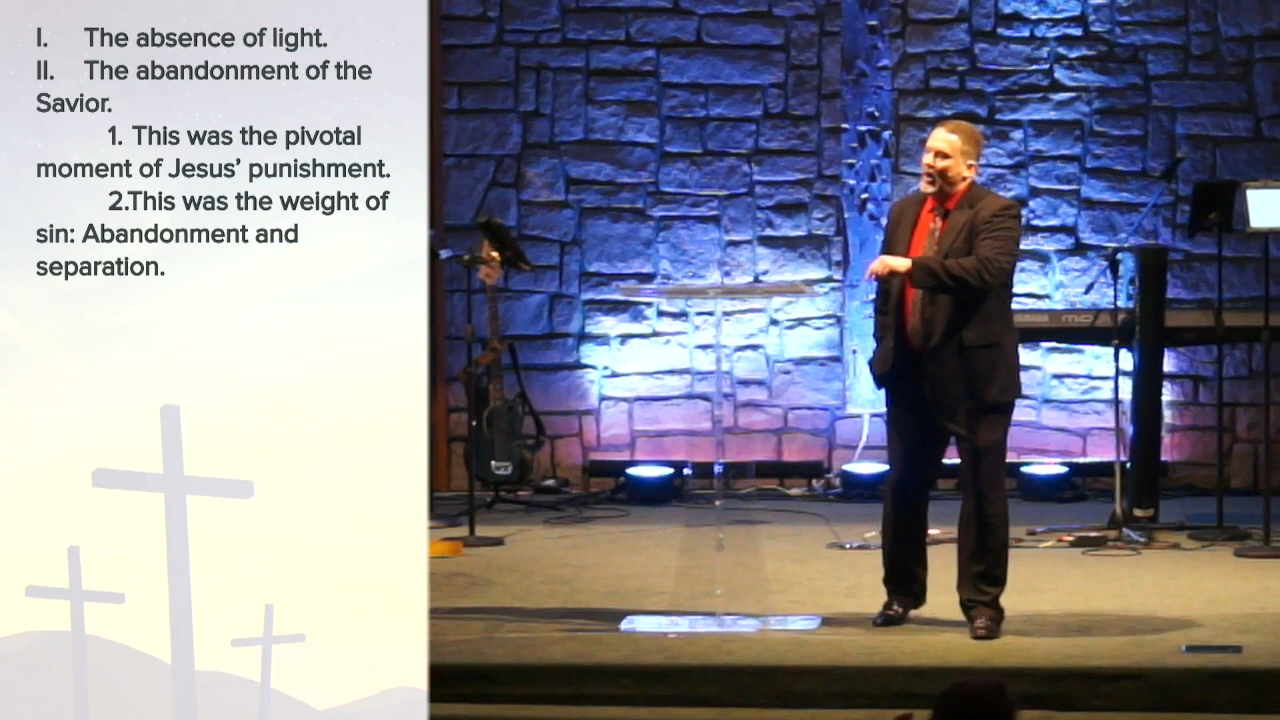 I. The absence of light.
II. The abandonment of the
Savior.
1. This was the pivotal
moment of Jesus’ punishment.
2.This was the weight of
sin: Abandonment and
separation.